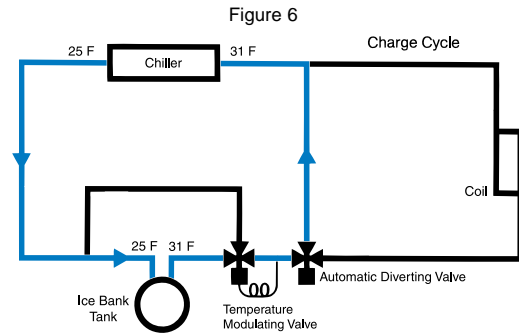 Figure 6
Charge Cycle
25 F
Chiller
31 F
Coil
25 F
31 F
Ice Bank
Tank
Temperature
Modulating Valve
Automatic Diverting Valve